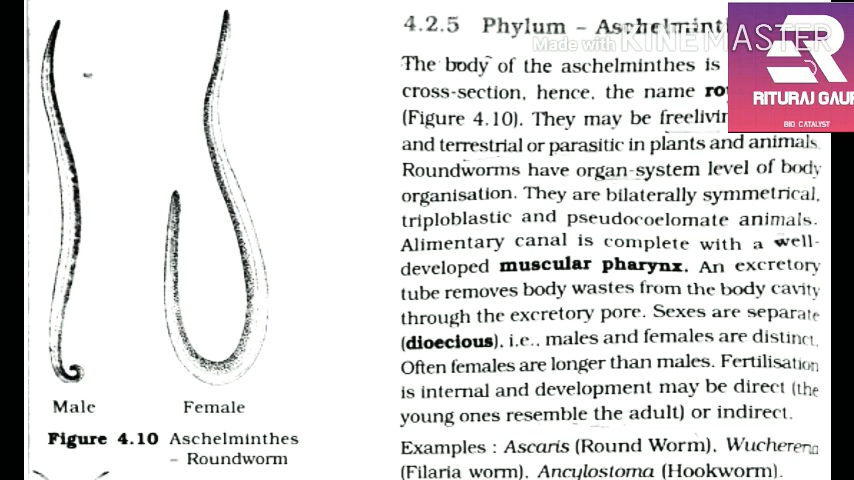 4.2.5 Phylum – Aschelminth
Made with KINEMASTER
RITURAJ GAUR
BIO CATALYST
The body of the aschelminthes is
cross-section, hence, the name
(Figure 4.10). They may be
and terrestrial or parasitic in plants and animals.
Roundworms have organ-system level of body
organisation. They are bilaterally symmetrical,
triploblastic and pseudocoelomate animals.
Alimentary canal is complete with a well-
developed muscular pharynx. An excretory
tube removes body wastes from the body cavity
through the excretory pore. Sexes are separate
(dioecious), i.e., males and females are distinct.
Often females are longer than males. Fertilisation
is internal and development may be direct (the
young ones resemble the adult) or indirect.
Examples : Ascaris (Round Worm), Wuchereria
(Filaria worm), Ancylostoma (Hookworm).
Male
Female
Figure 4.10 Aschelminthes
– Roundworm